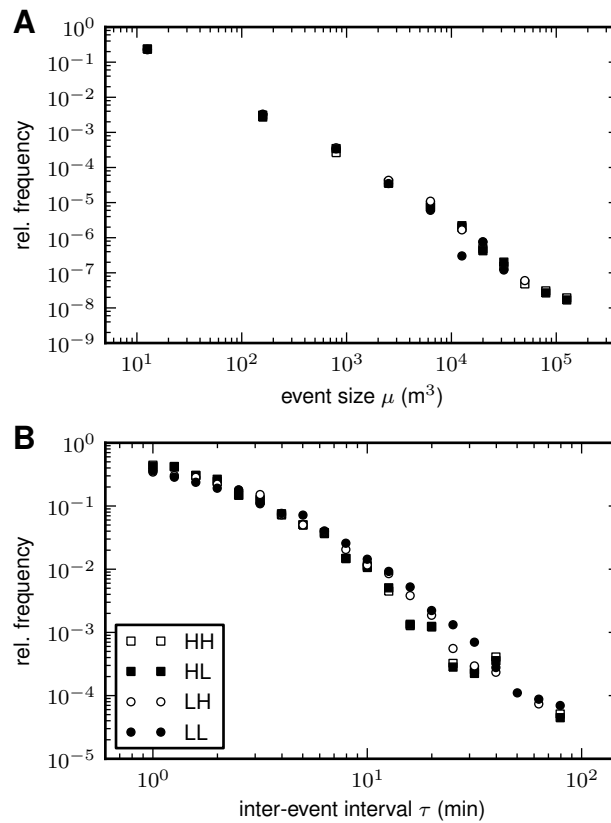 A
10^0
10^-1
10^-2
10^-3
10^-4
10^-5
10^-6
10^-7
10^-8
10^-9
rel. frequency
10^1 10^2 10^3 10^4 10^5
event size μ (m^3)
B
10^0
10^-1
10^-2
10^-3
10^-4
10^-5
rel. frequency
HH
HL
LH
LL
10^0 10^1 10^2
inter-event interval τ (min)